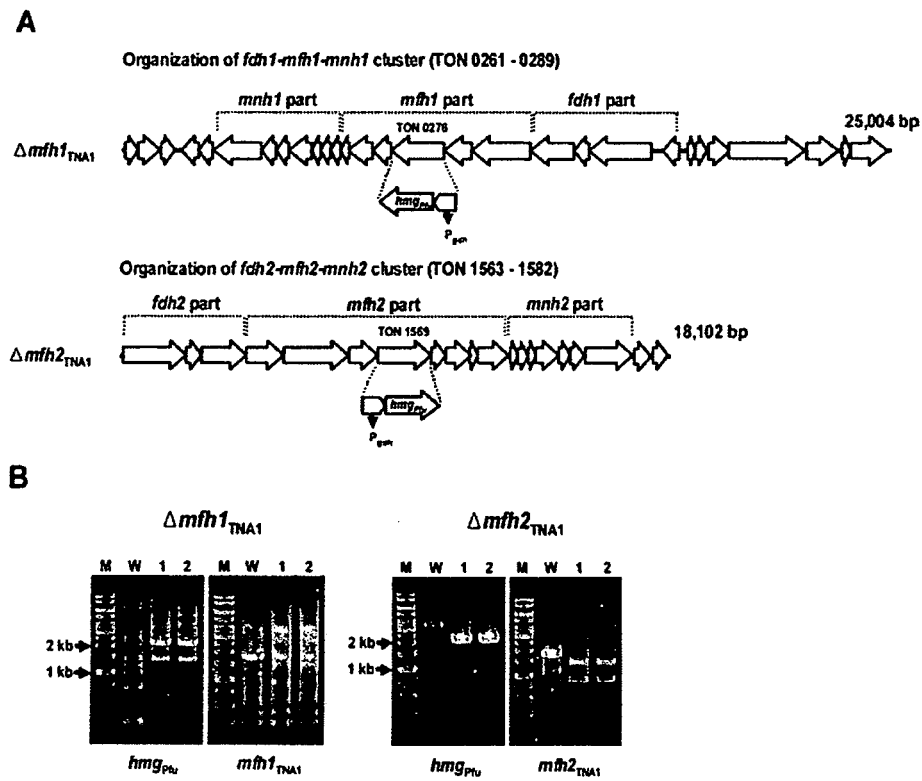 A
Organization of fdh1-mfh1-mnh1 cluster (TON 0261 - 0289)
mnh1 part mfh1 part fdh1 part
TON 0276
25,004 bp
Δmfh1TNA1
hmgPfu
Pgdh
Organization of fdh2-mfh2-mnh2 cluster (TON 1563 - 1582)
fdh2 part mfh2 part mnh2 part
TON 1569
18,102 bp
Δmfh2TNA1
hmgPfu
B
Δmfh1TNA1 Δmfh2TNA1
M W 1 2 M W 1 2 M W 1 2 M W 1 2
2 kb 2 kb
1 kb 1 kb
hmgPfu mfh1TNA1 hmgPfu mfh2TNA1